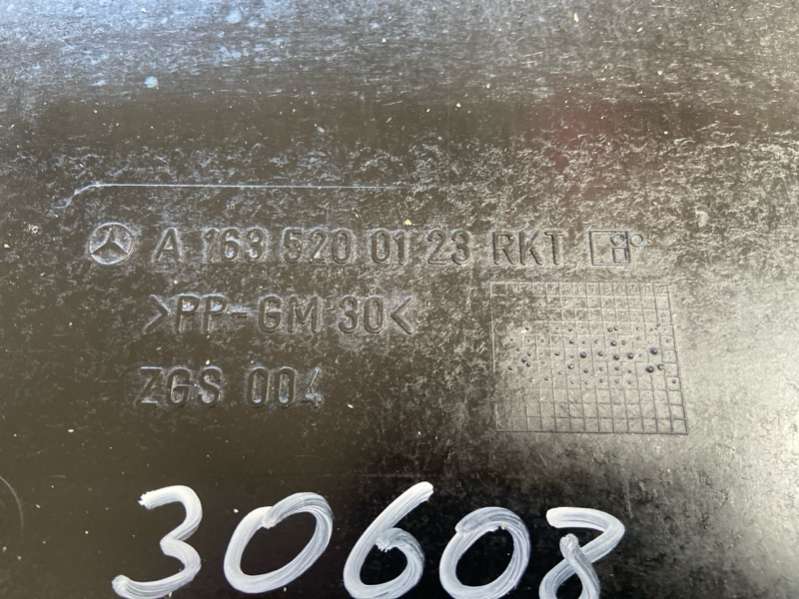 A 163 520 01 23 RKT
>PP-GM 30<
ZGS 004
30608